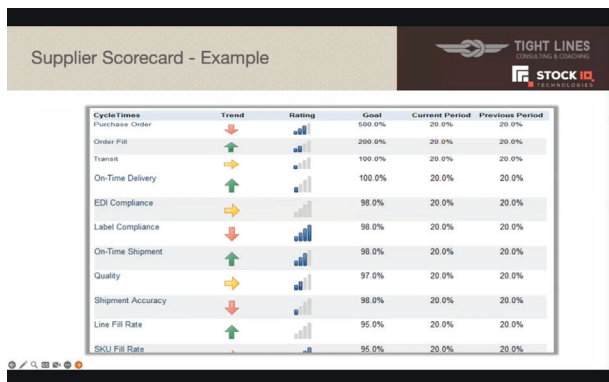 Supplier Scorecard - Example
TIGHT LINES
CONSULTING & COACHING
STOCK IQ
TECHNOLOGIES
CycleTimes Trend Rating Goal Current Period Previous Period
Purchase Order 500.0% 20.0% 20.0%
Order Fill 200.0% 20.0% 20.0%
Transit 100.0% 20.0% 20.0%
On-Time Delivery 100.0% 20.0% 20.0%
EDI Compliance 98.0% 20.0% 20.0%
Label Compliance 98.0% 20.0% 20.0%
On-Time Shipment 98.0% 20.0% 20.0%
Quality 97.0% 20.0% 20.0%
Shipment Accuracy 98.0% 20.0% 20.0%
Line Fill Rate 95.0% 20.0% 20.0%
SKU Fill Rate 95.0% 20.0% 20.0%